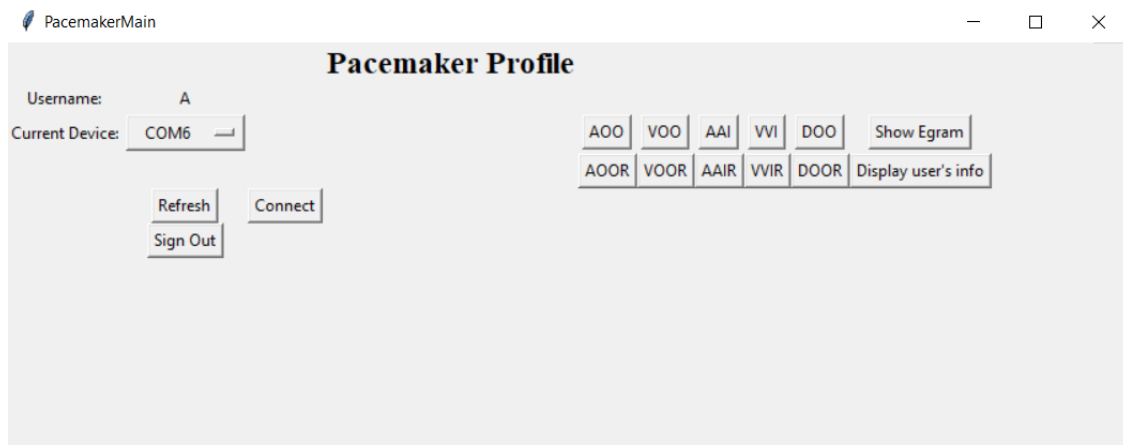 PacemakerMain
Pacemaker Profile
Username: A
Current Device: COM6 AOO VOO AAI VVI DOO Show Egram
AOOR VOOR AAIR VVIR DOOR Display user's info
Refresh Connect
Sign Out